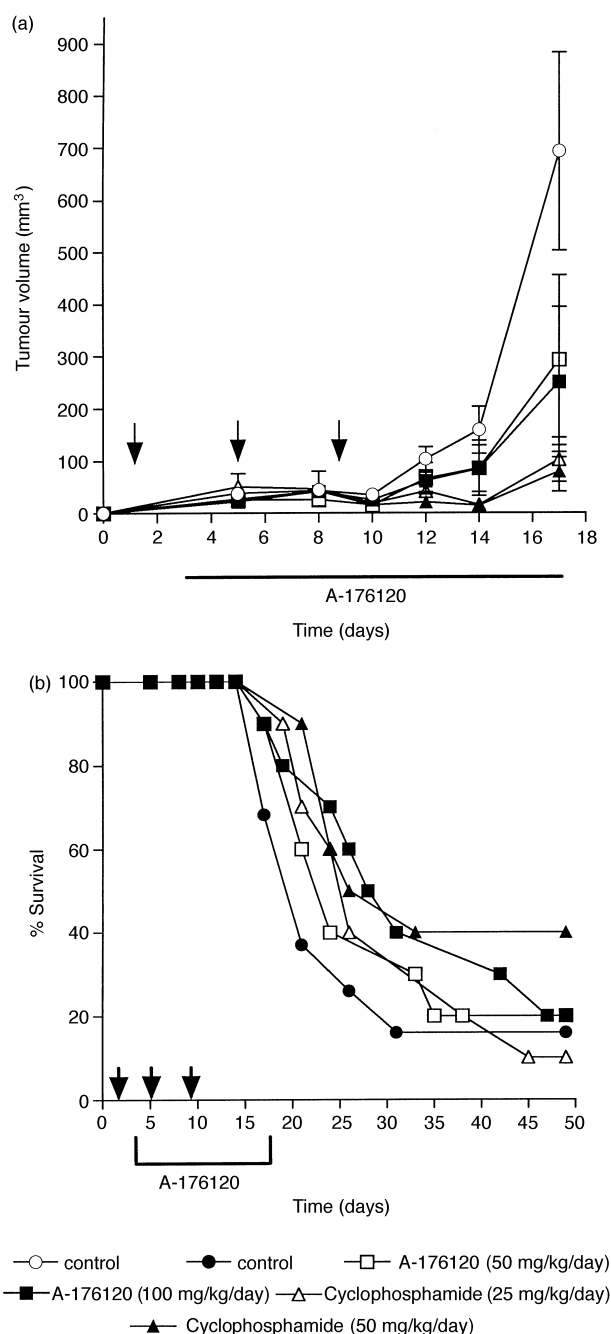 (a)
900
800
700
600
500
400
300
200
100
0
Tumour volume (mm³)
0 2 4 6 8 10 12 14 16 18
A-176120
Time (days)
(b)
100
80
60
40
20
0
% Survival
0 5 10 15 20 25 30 35 40 45 50
A-176120
Time (days)
control control A-176120 (50 mg/kg/day)
A-176120 (100 mg/kg/day) Cyclophosphamide (25 mg/kg/day)
Cyclophosphamide (50 mg/kg/day)